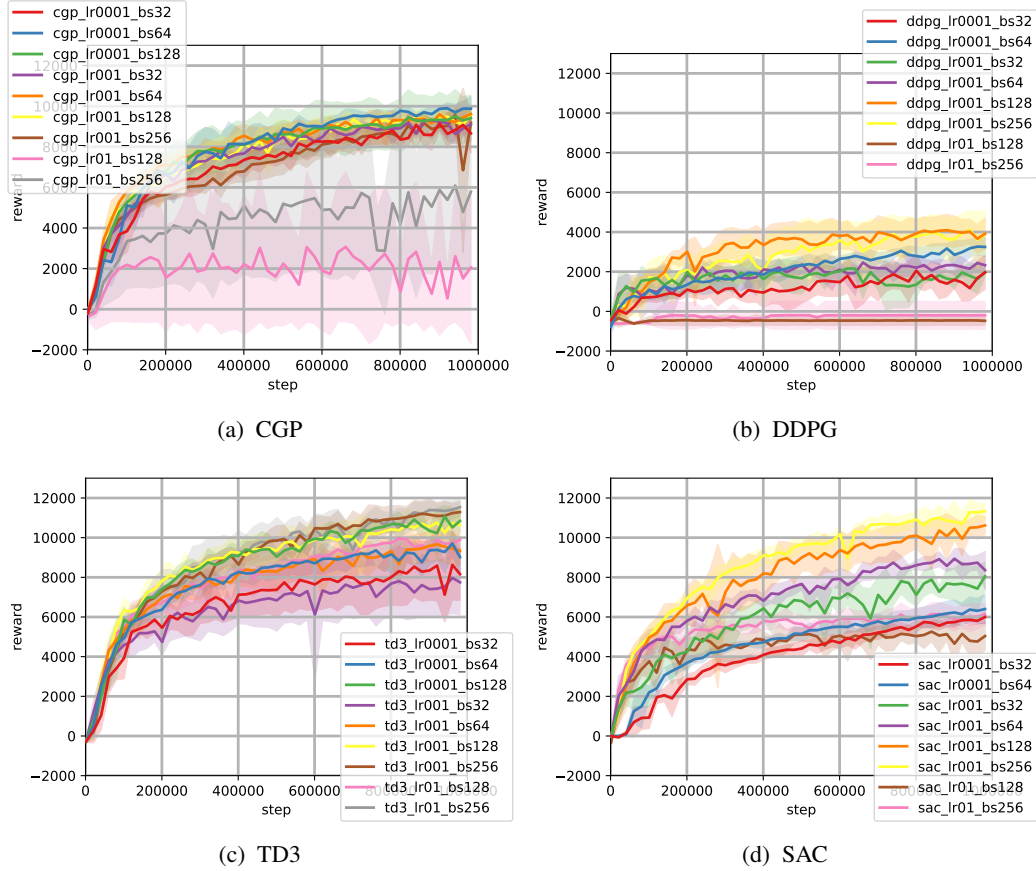 cgp_lr0001_bs32
cgp_lr0001_bs64
cgp_lr0001_bs128
cgp_lr001_bs32
cgp_lr001_bs64
cgp_lr001_bs128
cgp_lr001_bs256
cgp_lr01_bs128
cgp_lr01_bs256
10000
8000
6000
4000
2000
0
−2000
reward
0 200000 400000 600000 800000 1000000
step
(a) CGP
ddpg_lr0001_bs32
ddpg_lr0001_bs64
ddpg_lr001_bs32
ddpg_lr001_bs64
ddpg_lr001_bs128
ddpg_lr001_bs256
ddpg_lr01_bs128
ddpg_lr01_bs256
12000
10000
8000
6000
4000
2000
0
−2000
reward
0 200000 400000 600000 800000 1000000
step
(b) DDPG
12000
10000
8000
6000
4000
2000
0
−2000
reward
td3_lr0001_bs32
td3_lr0001_bs64
td3_lr0001_bs128
td3_lr001_bs32
td3_lr001_bs64
td3_lr001_bs128
td3_lr001_bs256
td3_lr01_bs128
td3_lr01_bs256
0 200000 400000 600000 800000 1000000
step
(c) TD3
12000
10000
8000
6000
4000
2000
0
−2000
reward
sac_lr0001_bs32
sac_lr0001_bs64
sac_lr001_bs32
sac_lr001_bs64
sac_lr001_bs128
sac_lr001_bs256
sac_lr01_bs128
sac_lr01_bs256
0 200000 400000 600000 800000 1000000
step
(d) SAC